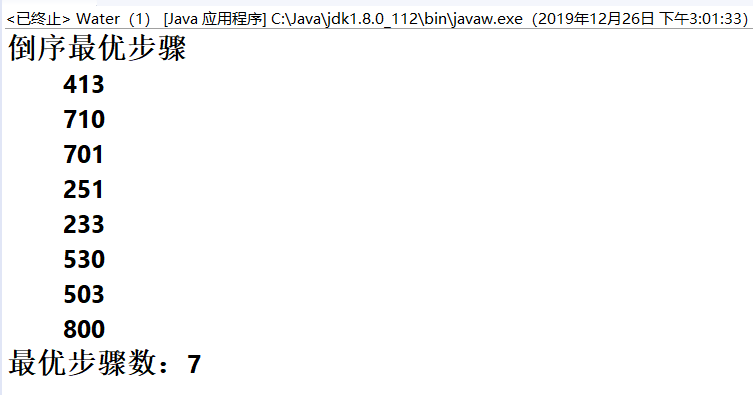 <已终止> Water（1） [Java 应用程序] C:\Java\jdk1.8.0_112\bin\javaw.exe（2019年12月26日 下午3:01:33）
倒序最优步骤
413
710
701
251
233
530
503
800
最优步骤数：7